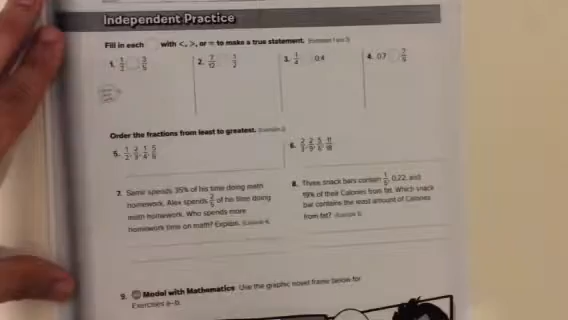 Independent Practice
Fill in each with <, >, or = to make a true statement.
1. 1/2 3/5 2. 7/12 1/2 3. 1/4 0.4 4. 0.7 7/9
Order the fractions from least to greatest.
5. 1/2, 2/3, 1/4, 5/6 6. 2/3, 2/9, 5/6, 11/18
7. Samir spends 35% of his time doing math
homework. Alex spends 2/5 of his time doing
math homework. Who spends more
homework time on math? Explain.
8. Three snack bars contain 1/5, 0.22, and
19% of their Calories from fat. Which snack
bar contains the most amount of Calories
from fat?
9. Model with Mathematics Use the graphic novel frame below for
Exercises a–b.